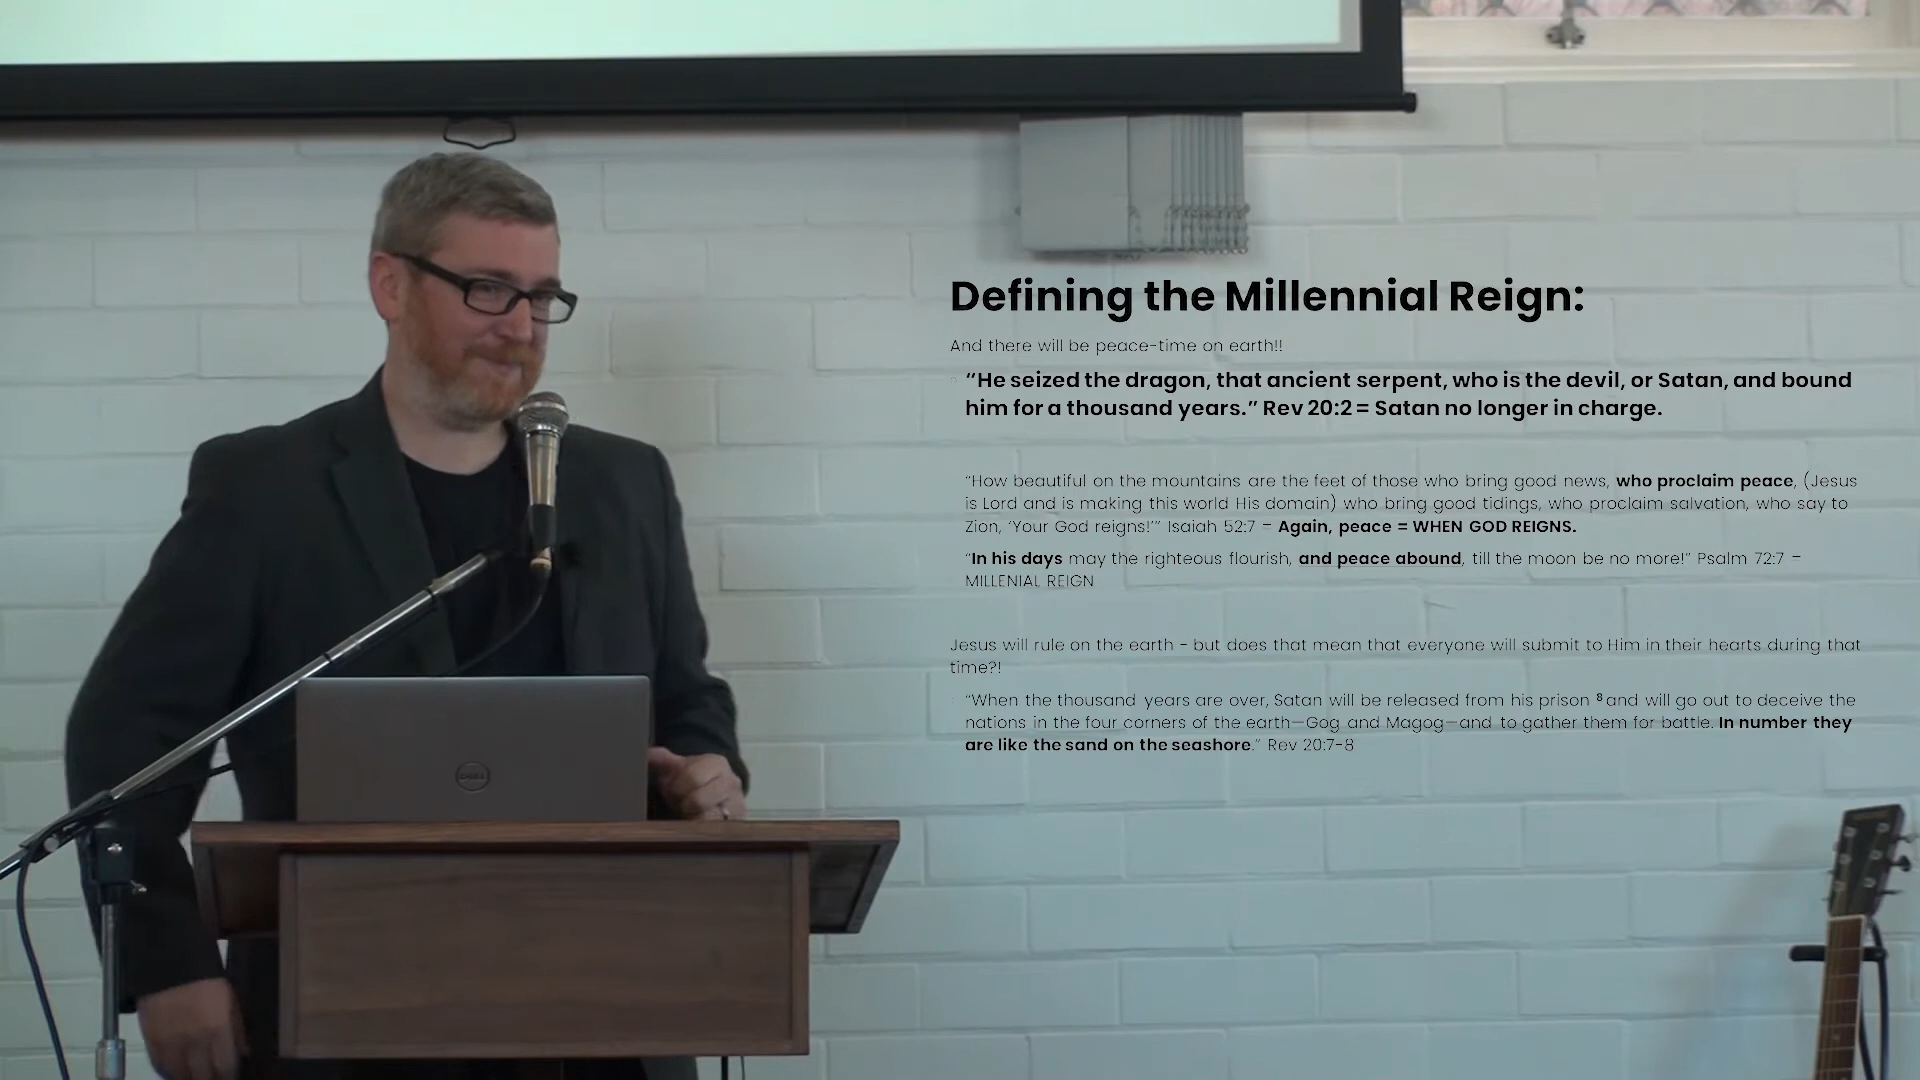 Defining the Millennial Reign:
And there will be peace-time on earth!!
“He seized the dragon, that ancient serpent, who is the devil, or Satan, and bound
him for a thousand years.” Rev 20:2 = Satan no longer in charge.
“How beautiful on the mountains are the feet of those who bring good news, who proclaim peace, (Jesus
is Lord and is making this world His domain) who bring good tidings, who proclaim salvation, who say to
Zion, ‘Your God reigns!’” Isaiah 52:7 = Again, peace = WHEN GOD REIGNS.
“In his days may the righteous flourish, and peace abound, till the moon be no more!” Psalm 72:7 =
MILLENIAL REIGN
Jesus will rule on the earth - but does that mean that everyone will submit to Him in their hearts during that
time?!
“When the thousand years are over, Satan will be released from his prison 8 and will go out to deceive the
nations in the four corners of the earth—Gog and Magog—and to gather them for battle. In number they
are like the sand on the seashore.” Rev 20:7-8
DELL